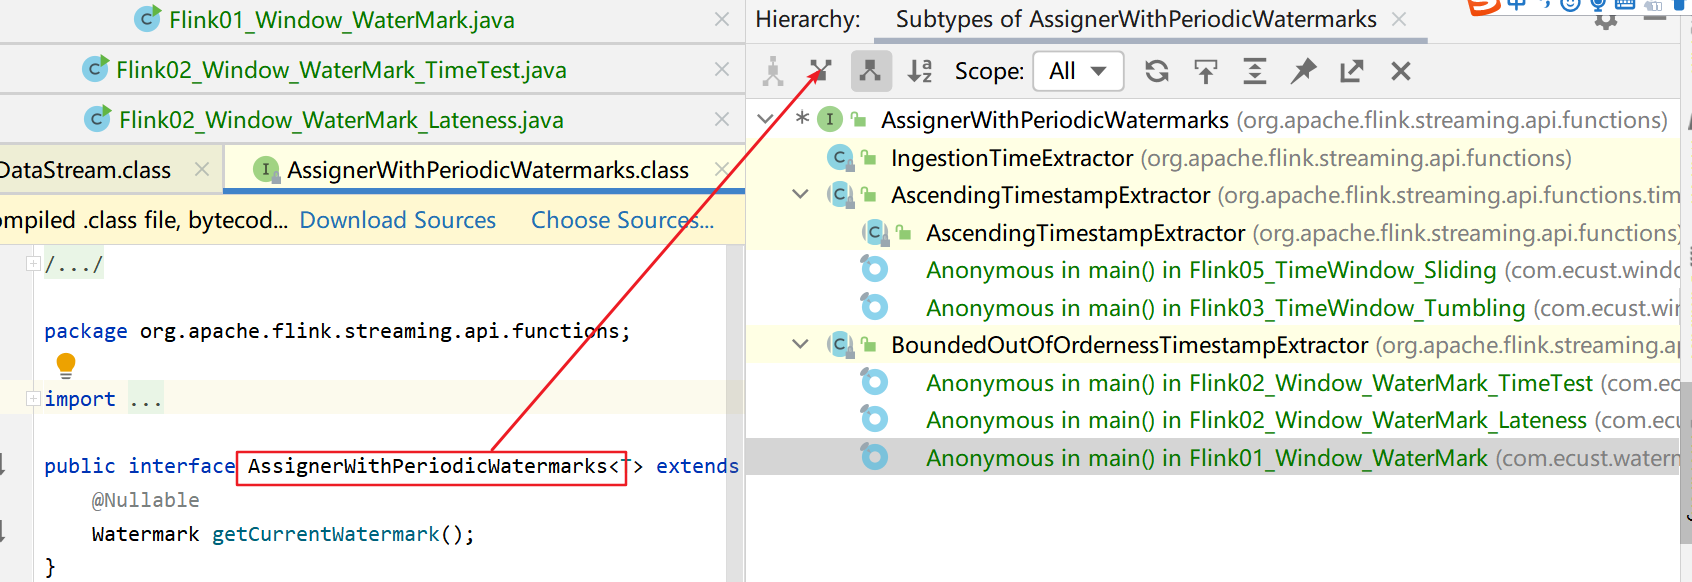 Flink01_Window_WaterMark.java
Flink02_Window_WaterMark_TimeTest.java
Flink02_Window_WaterMark_Lateness.java
DataStream.class
AssignerWithPeriodicWatermarks.class
ompiled .class file, bytecod... Download Sources Choose Sources...
/.../
package org.apache.flink.streaming.api.functions;
import ...
public interface AssignerWithPeriodicWatermarks<T> extends
@Nullable
Watermark getCurrentWatermark();
}
Hierarchy: Subtypes of AssignerWithPeriodicWatermarks
Scope: All
* I AssignerWithPeriodicWatermarks (org.apache.flink.streaming.api.functions)
C IngestionTimeExtractor (org.apache.flink.streaming.api.functions)
C AscendingTimestampExtractor (org.apache.flink.streaming.api.functions.tim
C AscendingTimestampExtractor (org.apache.flink.streaming.api.functions)
Anonymous in main() in Flink05_TimeWindow_Sliding (com.ecust.windo
Anonymous in main() in Flink03_TimeWindow_Tumbling (com.ecust.wi
C BoundedOutOfOrdernessTimestampExtractor (org.apache.flink.streaming.a
Anonymous in main() in Flink02_Window_WaterMark_TimeTest (com.ec
Anonymous in main() in Flink02_Window_WaterMark_Lateness (com.ecu
Anonymous in main() in Flink01_Window_WaterMark (com.ecust.watern